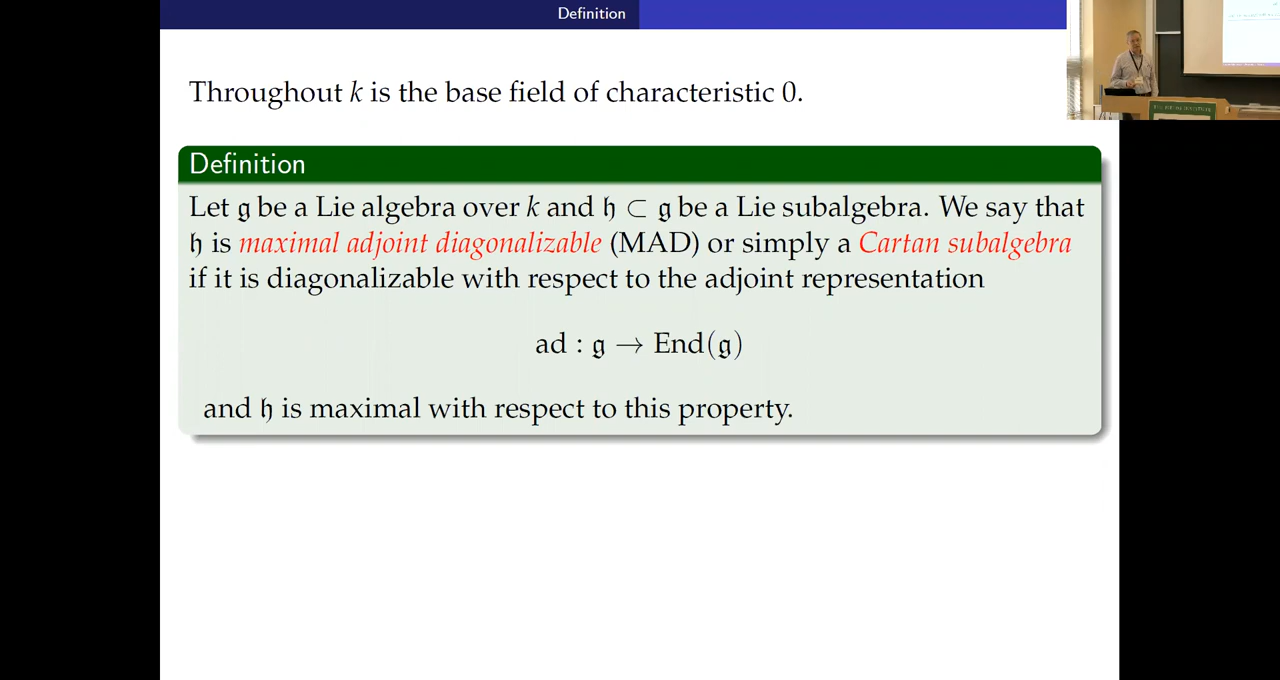 Definition
Throughout k is the base field of characteristic 0.
Definition
Let 𝔤 be a Lie algebra over k and 𝔥 ⊂ 𝔤 be a Lie subalgebra. We say that
𝔥 is maximal adjoint diagonalizable (MAD) or simply a Cartan subalgebra
if it is diagonalizable with respect to the adjoint representation
ad : 𝔤 → End(𝔤)
and 𝔥 is maximal with respect to this property.